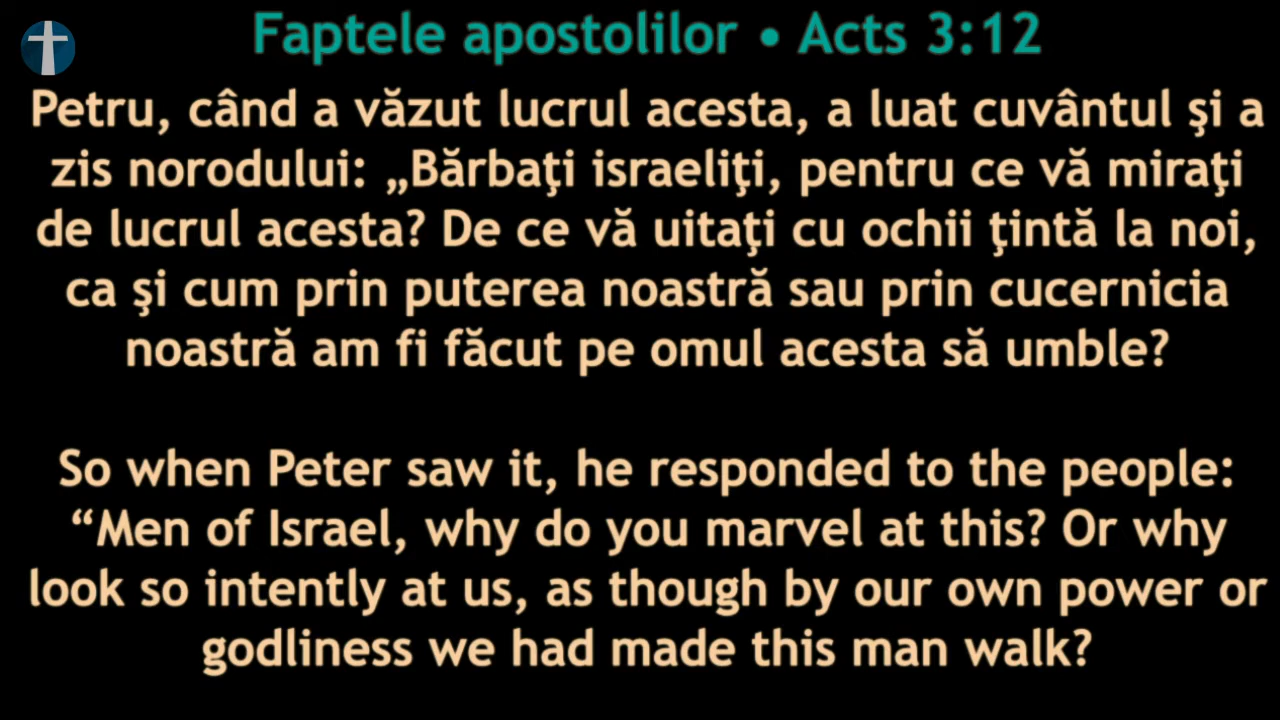 Faptele apostolilor • Acts 3:12
Petru, când a văzut lucrul acesta, a luat cuvântul şi a
zis norodului: „Bărbaţi israeliţi, pentru ce vă miraţi
de lucrul acesta? De ce vă uitaţi cu ochii ţintă la noi,
ca şi cum prin puterea noastră sau prin cucernicia
noastră am fi făcut pe omul acesta să umble?
So when Peter saw it, he responded to the people:
“Men of Israel, why do you marvel at this? Or why
look so intently at us, as though by our own power or
godliness we had made this man walk?